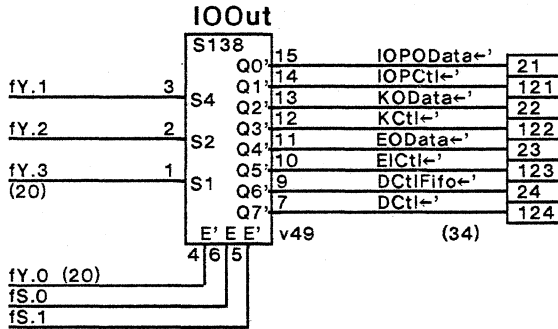 IOOut
S138
15 IOPOData←' 21
Q0'
14 IOPCtl←' 121
Q1'
fY.1 3 S4
13 KOData←' 22
Q2'
12 KCtl←' 122
Q3'
fY.2 2 S2
11 EOData←' 23
Q4'
10 EICtl←' 123
Q5'
fY.3 1 S1
(20)
9 DCtlFifo←' 24
Q6'
7 DCtl←' 124
Q7'
E' E E' v49 (34)
4 6 5
fY.0 (20)
fS.0
fS.1